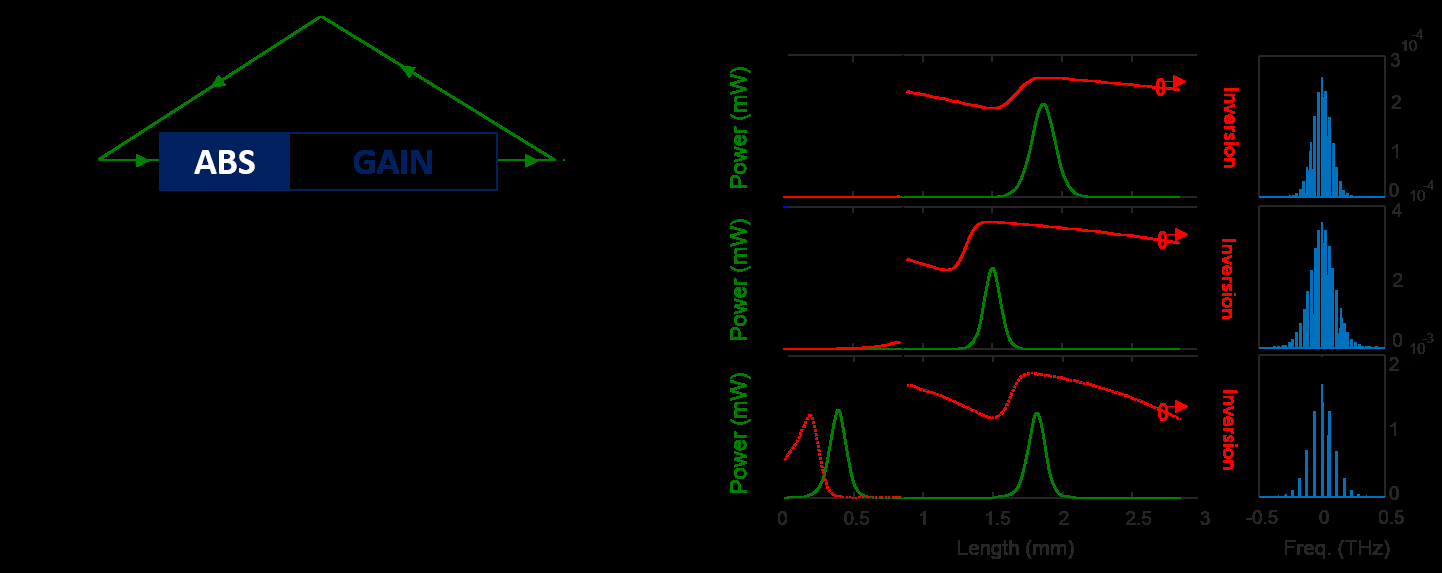 ABS
GAIN
Power (mW)
0
Inversion
10-4
3
2
1
0
Power (mW)
0
Inversion
10-4
4
2
0
Power (mW)
0
Inversion
10-3
2
1
0
0 0.5 1 1.5 2 2.5 3
Length (mm)
-0.5 0 0.5
Freq. (THz)